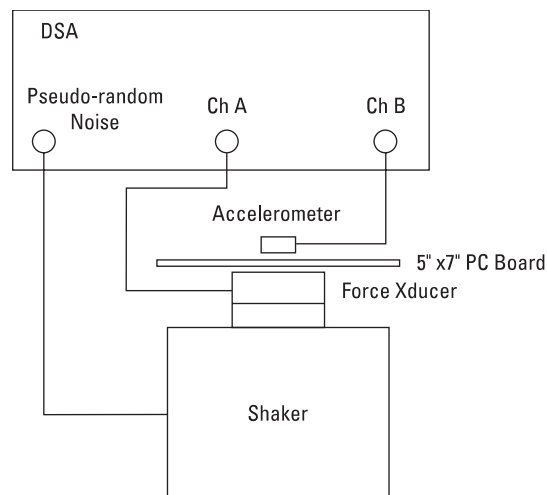 DSA
Pseudo-random
Noise
Ch A
Ch B
Accelerometer
5" x7" PC Board
Force Xducer
Shaker